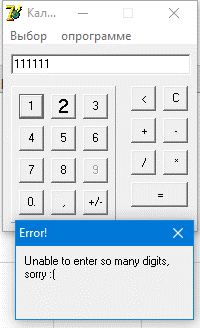 Кал...
Выбор опрограмме
111111
1 2 3 < C
4 5 6 + -
7 8 9 / *
0. , +/- =
Error!
Unable to enter so many digits,
sorry :(